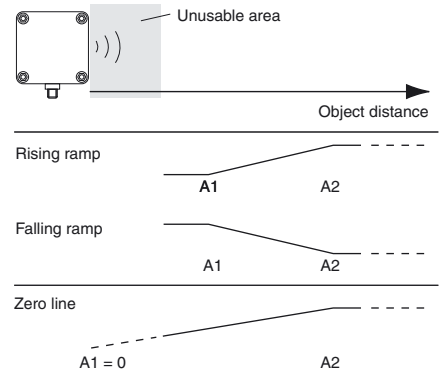 Unusable area
Object distance
Rising ramp
A1 A2
Falling ramp
A1 A2
Zero line
A1 = 0 A2